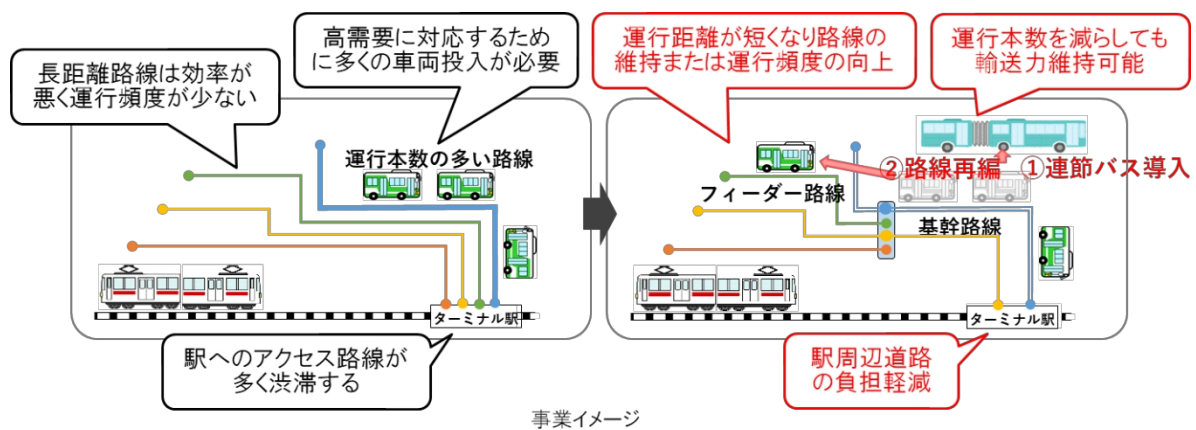 長距離路線は効率が
悪く運行頻度が少ない
高需要に対応するため
に多くの車両投入が必要
運行本数の多い路線
ターミナル駅
駅へのアクセス路線が
多く渋滞する
運行距離が短くなり路線の
維持または運行頻度の向上
運行本数を減らしても
輸送力維持可能
②路線再編
①連節バス導入
フィーダー路線
基幹路線
ターミナル駅
駅周辺道路
の負担軽減
事業イメージ